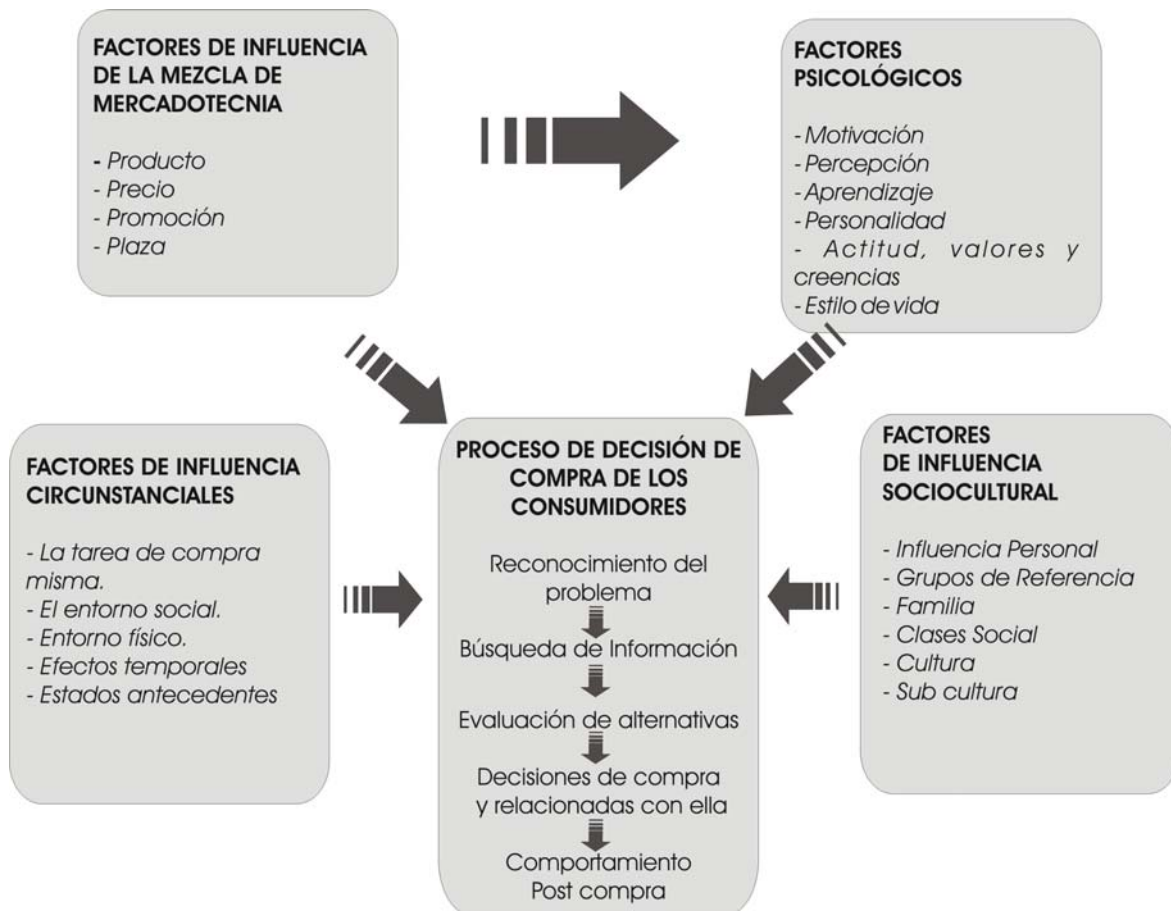 FACTORES DE INFLUENCIA
DE LA MEZCLA DE
MERCADOTECNIA
- Producto
- Precio
- Promoción
- Plaza
FACTORES
PSICOLÓGICOS
- Motivación
- Percepción
- Aprendizaje
- Personalidad
- Actitud, valores y
creencias
- Estilo de vida
FACTORES DE INFLUENCIA
CIRCUNSTANCIALES
- La tarea de compra
misma.
- El entorno social.
- Entorno físico.
- Efectos temporales
- Estados antecedentes
PROCESO DE DECISIÓN DE
COMPRA DE LOS
CONSUMIDORES
Reconocimiento del
problema
Búsqueda de Información
Evaluación de alternativas
Decisiones de compra
y relacionadas con ella
Comportamiento
Post compra
FACTORES
DE INFLUENCIA
SOCIOCULTURAL
- Influencia Personal
- Grupos de Referencia
- Familia
- Clases Social
- Cultura
- Sub cultura